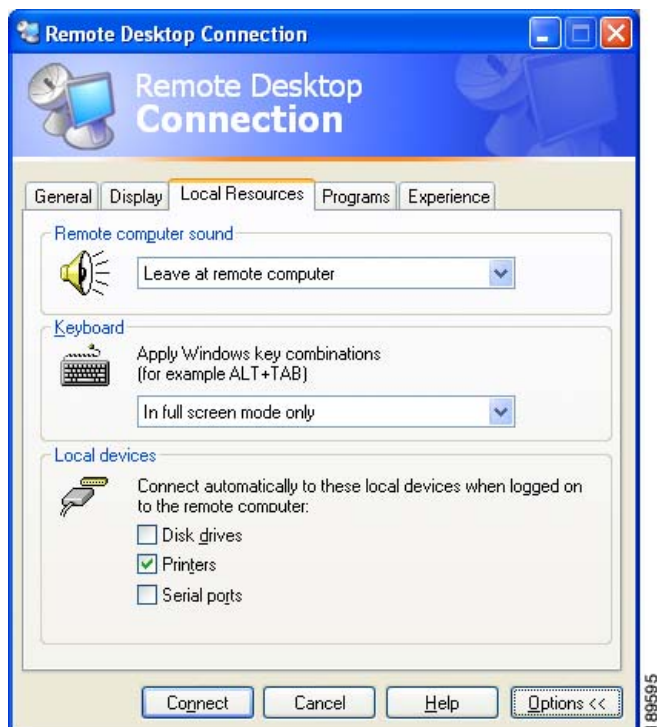 Remote Desktop Connection
Remote Desktop
Connection
General Display Local Resources Programs Experience
Remote computer sound
Leave at remote computer
Keyboard
Apply Windows key combinations
(for example ALT+TAB)
In full screen mode only
Local devices
Connect automatically to these local devices when logged on
to the remote computer:
Disk drives
Printers
Serial ports
Connect Cancel Help Options <<
199595